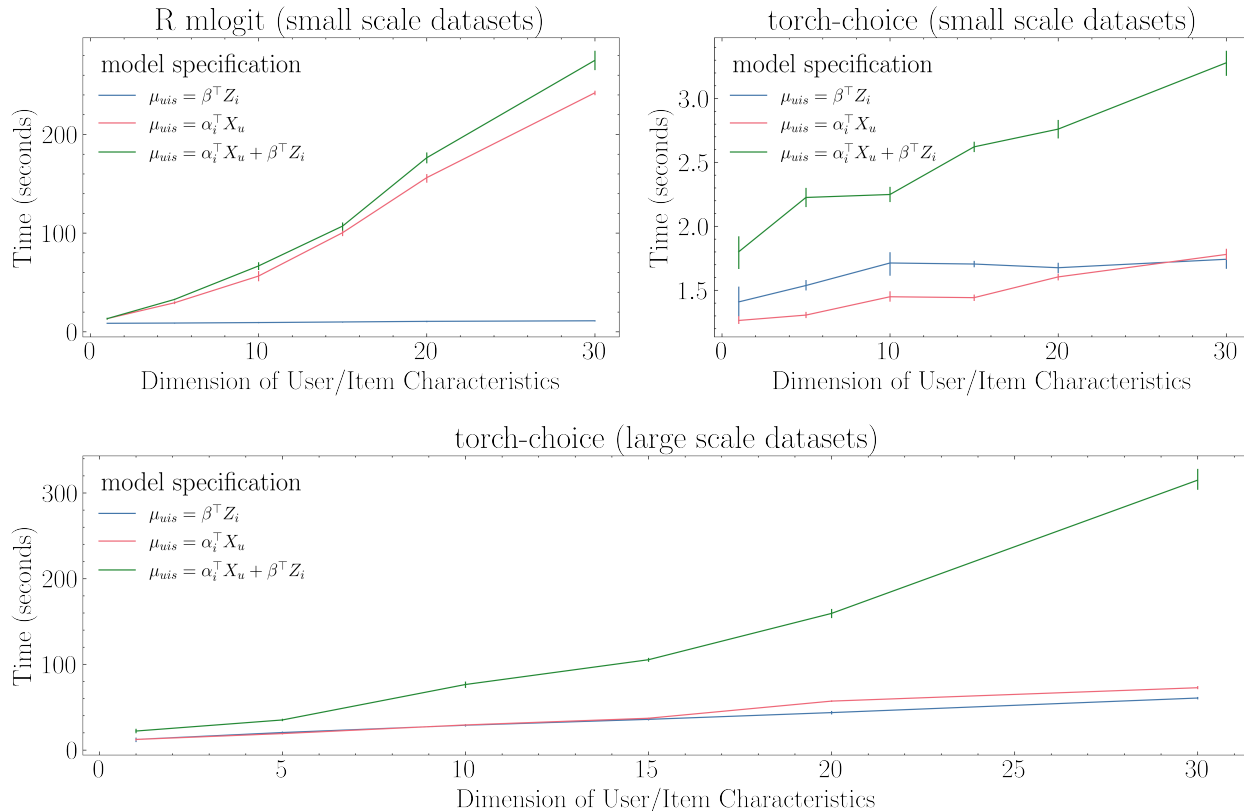 R mlogit (small scale datasets)
model specification
μ_uis = β^⊤ Z_i
μ_uis = α_i^⊤ X_u
μ_uis = α_i^⊤ X_u + β^⊤ Z_i
Time (seconds)
200
100
0
0 10 20 30
Dimension of User/Item Characteristics
torch-choice (small scale datasets)
model specification
μ_uis = β^⊤ Z_i
μ_uis = α_i^⊤ X_u
μ_uis = α_i^⊤ X_u + β^⊤ Z_i
Time (seconds)
3.0
2.5
2.0
1.5
0 10 20 30
Dimension of User/Item Characteristics
torch-choice (large scale datasets)
model specification
μ_uis = β^⊤ Z_i
μ_uis = α_i^⊤ X_u
μ_uis = α_i^⊤ X_u + β^⊤ Z_i
Time (seconds)
300
200
100
0
0 5 10 15 20 25 30
Dimension of User/Item Characteristics